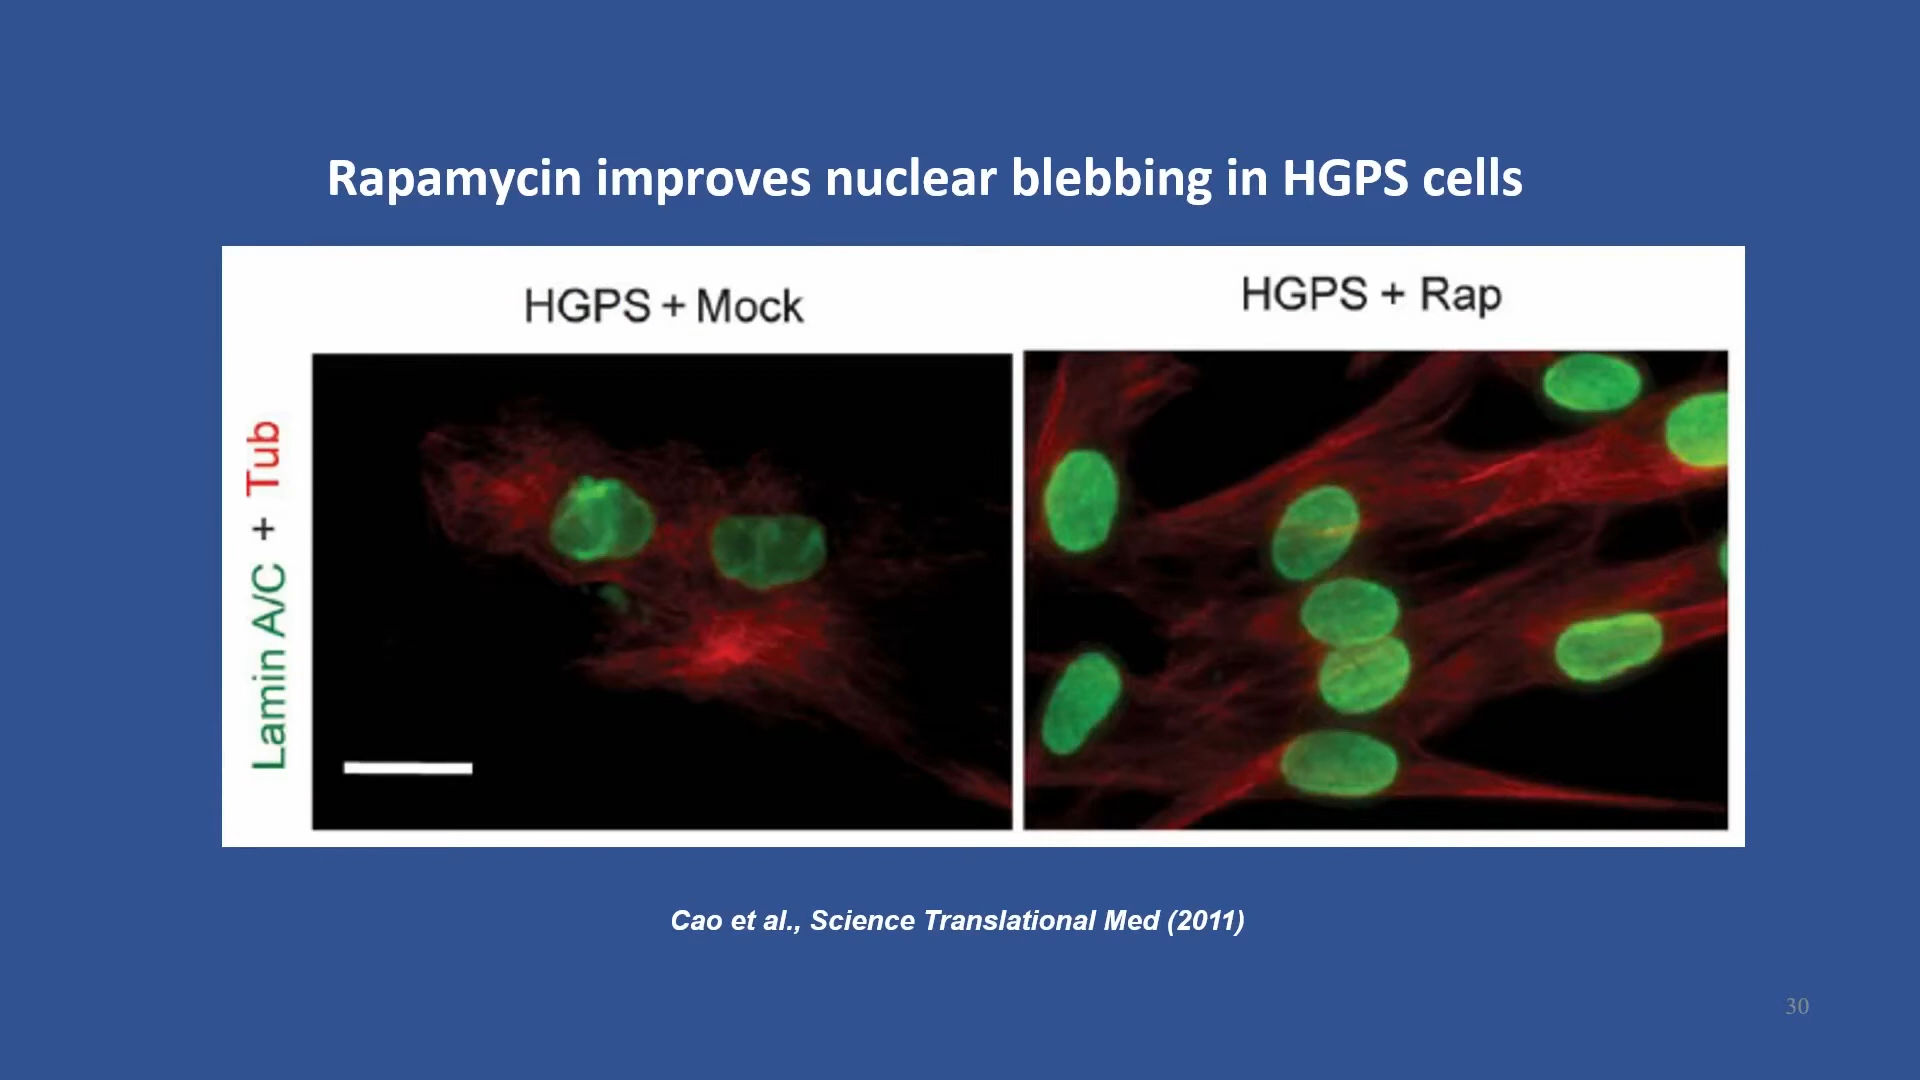 Rapamycin improves nuclear blebbing in HGPS cells
HGPS + Mock
HGPS + Rap
Lamin A/C + Tub
Cao et al., Science Translational Med (2011)
30